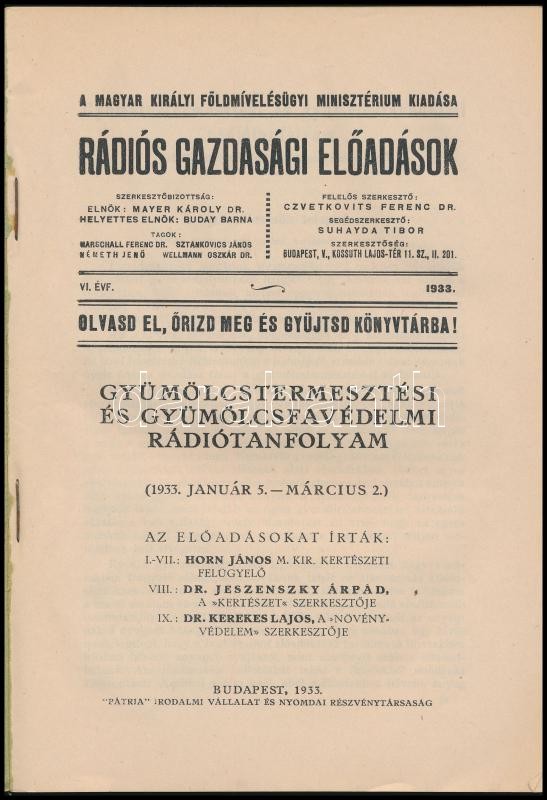 A MAGYAR KIRÁLYI FÖLDMÍVELÉSÜGYI MINISZTÉRIUM KIADÁSA
RÁDIÓS GAZDASÁGI ELŐADÁSOK
SZERKESZTŐBIZOTTSÁG:
ELNÖK: MAYER KÁROLY DR.
HELYETTES ELNÖK: BUDAY BARNA
TAGOK:
MARSCHALL FERENC DR. SZTANKOVICS JÁNOS
NÉMETH JENŐ WELLMANN OSZKÁR DR.
FELELŐS SZERKESZTŐ:
CZVETKOVITS FERENC DR.
SEGÉDSZERKESZTŐ:
SUHAYDA TIBOR
SZERKESZTŐSÉG:
BUDAPEST, V., KOSSUTH LAJOS-TÉR 11. SZ., II. 201.
VI. ÉVF. 1933.
OLVASD EL, ŐRIZD MEG ÉS GYÜJTSD KÖNYVTÁRBA!
GYÜMÖLCSTERMESZTÉSI
ÉS GYÜMÖLCSFAVÉDELMI
RÁDIÓTANFOLYAM
darabanth
(1933. JANUÁR 5. — MÁRCIUS 2.)
AZ ELŐADÁSOKAT ÍRTÁK:
I.-VII.: HORN JÁNOS M. KIR. KERTÉSZETI
FELÜGYELŐ
VIII.: DR. JESZENSZKY ÁRPÁD,
A »KERTÉSZET« SZERKESZTŐJE
IX.: DR. KEREKES LAJOS, A »NÖVÉNY-
VÉDELEM» SZERKESZTŐJE
BUDAPEST, 1933.
"PÁTRIA" IRODALMI VÁLLALAT ÉS NYOMDAI RÉSZVÉNYTÁRSASÁG